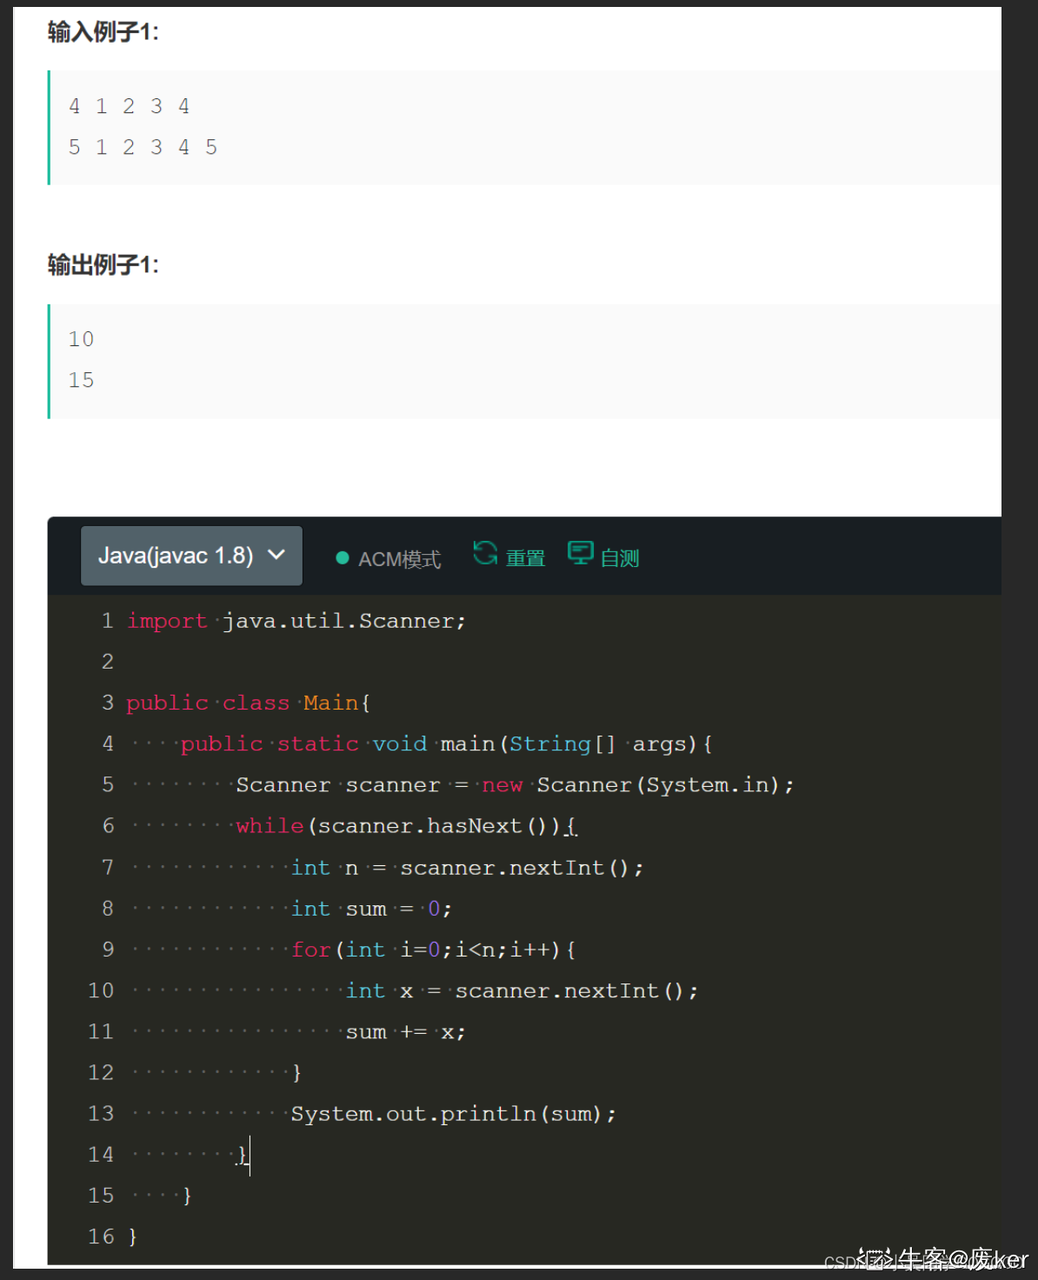 输入例子1:
4 1 2 3 4
5 1 2 3 4 5
输出例子1:
10
15
Java(javac 1.8) ACM模式 重置 自测
1 import java.util.Scanner;
2
3 public class Main{
4 public static void main(String[] args){
5 Scanner scanner = new Scanner(System.in);
6 while(scanner.hasNext()){
7 int n = scanner.nextInt();
8 int sum = 0;
9 for(int i=0;i<n;i++){
10 int x = scanner.nextInt();
11 sum += x;
12 }
13 System.out.println(sum);
14 }
15 }
16 }
牛客@废ker